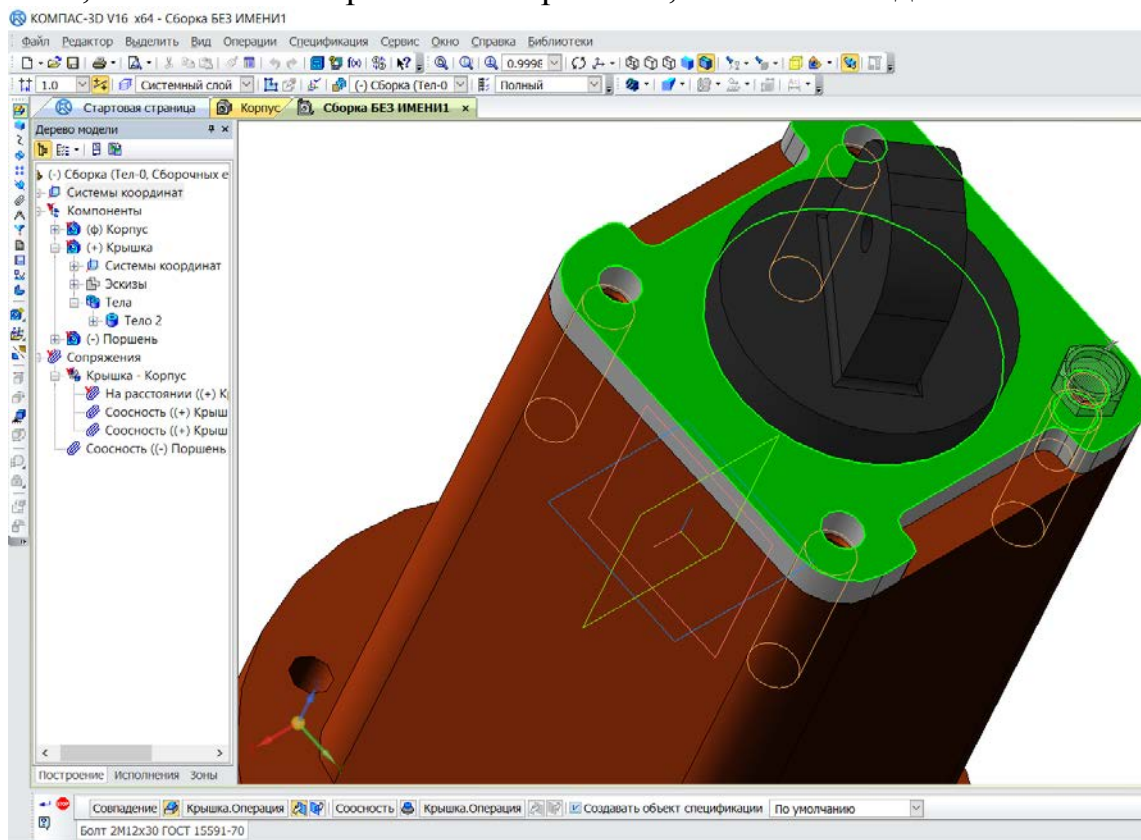 КОМПАС-3D V16 x64 - Сборка БЕЗ ИМЕНИ1
Файл Редактор Выделить Вид Операции Спецификация Сервис Окно Справка Библиотеки
0.9998
1.0 Системный слой (-) Сборка (Тел-0 Полный
Стартовая страница Корпус Сборка БЕЗ ИМЕНИ1 ×
Дерево модели
(-) Сборка (Тел-0, Сборочных е
Системы координат
Компоненты
(ф) Корпус
(+) Крышка
Системы координат
Эскизы
Тела
Тело 2
(-) Поршень
Сопряжения
Крышка - Корпус
На расстоянии ((+) К
Соосность ((+) Крыш
Соосность ((+) Крыш
Соосность ((-) Поршень
Построение Исполнения Зоны
STOP Совпадение Крышка.Операция Соосность Крышка.Операция Создавать объект спецификации По умолчанию
Болт 2М12х30 ГОСТ 15591-70